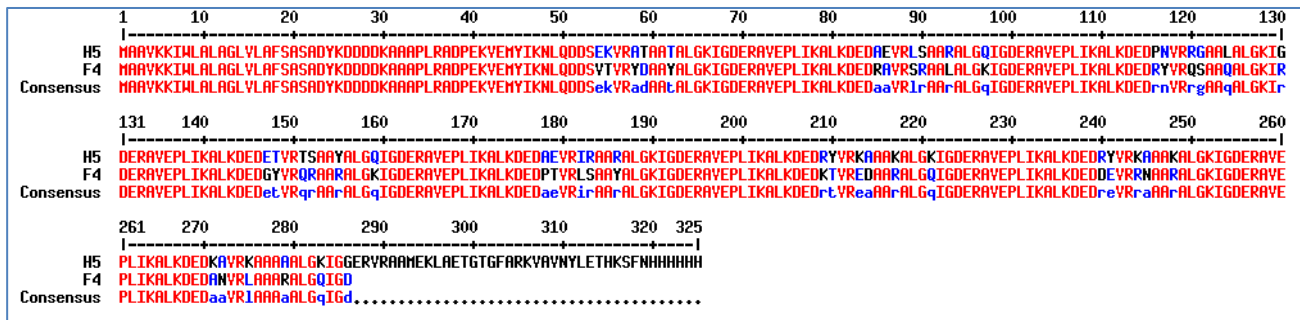 1 10 20 30 40 50 60 70 80 90 100 110 120 130
|--------+---------+---------+---------+---------+---------+---------+---------+---------+---------+---------+---------+---------|
H5 MAAVKKIWLALAGLVLAFSASADYKDDDDKAAAPLRADPEKVEMYIKNLQDDSEKVRATAATALGKIGDERAVEPLIKALKDEDAEVRLSAARALGQIGDERAVEPLIKALKDEDPNVRRGAALALGKIG
F4 MAAVKKIWLALAGLVLAFSASADYKDDDDKAAAPLRADPEKVEMYIKNLQDDSVTVRYDAAYALGKIGDERAVEPLIKALKDEDRAVRSRAALALGKIGDERAVEPLIKALKDEDRYVRQSAAQALGKIR
Consensus MAAVKKIWLALAGLVLAFSASADYKDDDDKAAAPLRADPEKVEMYIKNLQDDSekVRadAAtALGKIGDERAVEPLIKALKDEDaaVRlrAArALGqIGDERAVEPLIKALKDEDrnVRrgAAqALGKIr
131 140 150 160 170 180 190 200 210 220 230 240 250 260
|--------+---------+---------+---------+---------+---------+---------+---------+---------+---------+---------+---------+---------|
H5 DERAVEPLIKALKDEDETVRTSAAYALGQIGDERAVEPLIKALKDEDAEVRIRAARALGKIGDERAVEPLIKALKDEDRYVRKAAAKALGKIGDERAVEPLIKALKDEDRYVRKAAAKALGKIGDERAVE
F4 DERAVEPLIKALKDEDGYVRQRAARALGKIGDERAVEPLIKALKDEDPTVRLSAAYALGKIGDERAVEPLIKALKDEDKTVREDAARALGQIGDERAVEPLIKALKDEDDEVRRNAARALGKIGDERAVE
Consensus DERAVEPLIKALKDEDetVRqrAArALGqIGDERAVEPLIKALKDEDaeVRirAArALGKIGDERAVEPLIKALKDEDrtVReaAArALGqIGDERAVEPLIKALKDEDreVRraAArALGKIGDERAVE
261 270 280 290 300 310 320 325
|--------+---------+---------+---------+---------+---------+----|
H5 PLIKALKDEDKAVRKAAAAALGKIGGERVRAAMEKLAETGTGFARKVAVNYLETHKSFNHHHHHH
F4 PLIKALKDEDANVRLAAARALGQIGD
Consensus PLIKALKDEDaaVRlAAAaALGqIGd.......................................